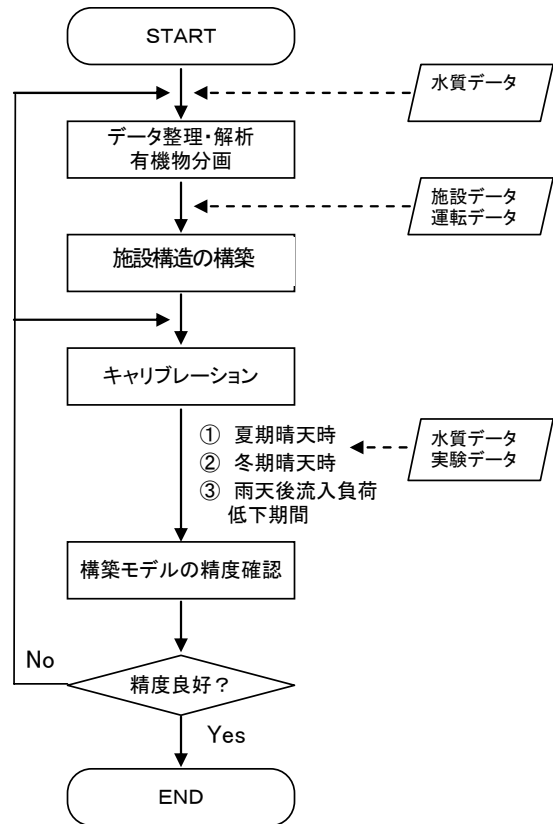 START
水質データ
データ整理・解析
有機物分画
施設データ
運転データ
施設構造の構築
キャリブレーション
① 夏期晴天時
② 冬期晴天時
③ 雨天後流入負荷
低下期間
水質データ
実験データ
構築モデルの精度確認
No
精度良好？
Yes
END